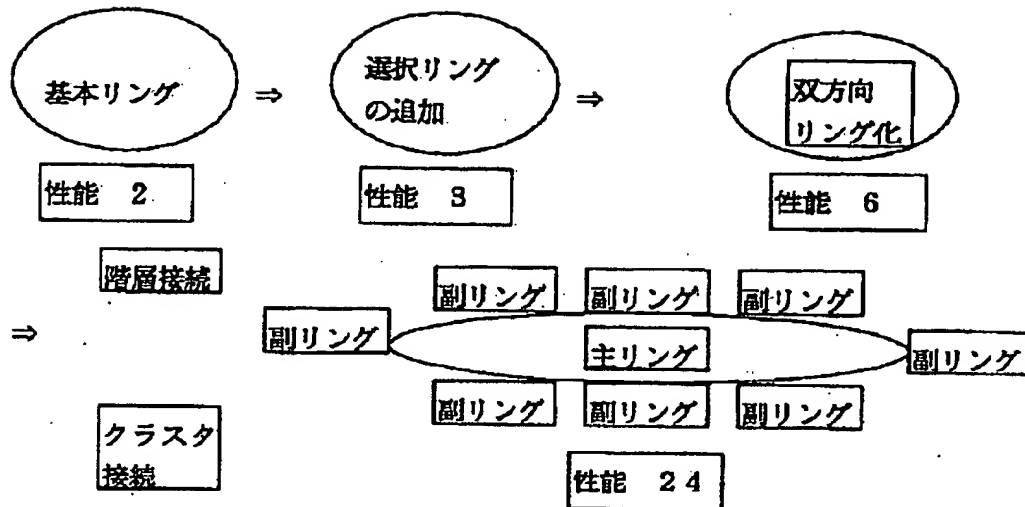 基本リング
⇒
選択リング
の追加
⇒
双方向
リング化
性能 2
性能 3
性能 6
階層接続
⇒
副リング
副リング
副リング
副リング
主リング
副リング
副リング
副リング
副リング
クラスタ
接続
性能 24